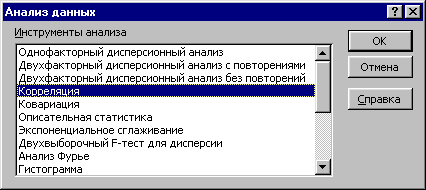 Анализ данных
Инструменты анализа
Однофакторный дисперсионный анализ
Двухфакторный дисперсионный анализ с повторениями
Двухфакторный дисперсионный анализ без повторений
Корреляция
Ковариация
Описательная статистика
Экспоненциальное сглаживание
Двухвыборочный F-тест для дисперсии
Анализ Фурье
Гистограмма
OK
Отмена
Справка